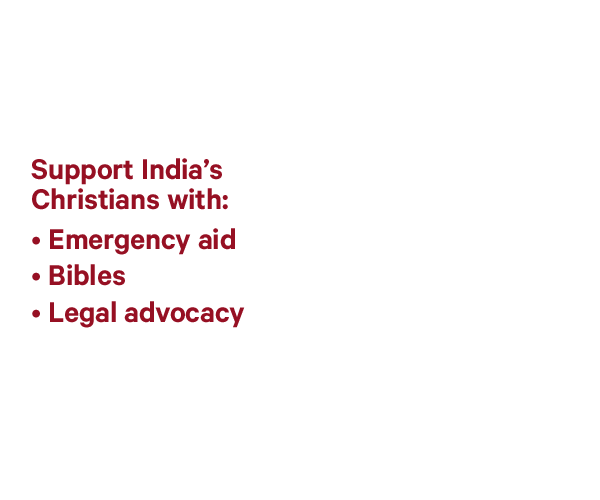 Support India’s
Christians with:
• Emergency aid
• Bibles
• Legal advocacy